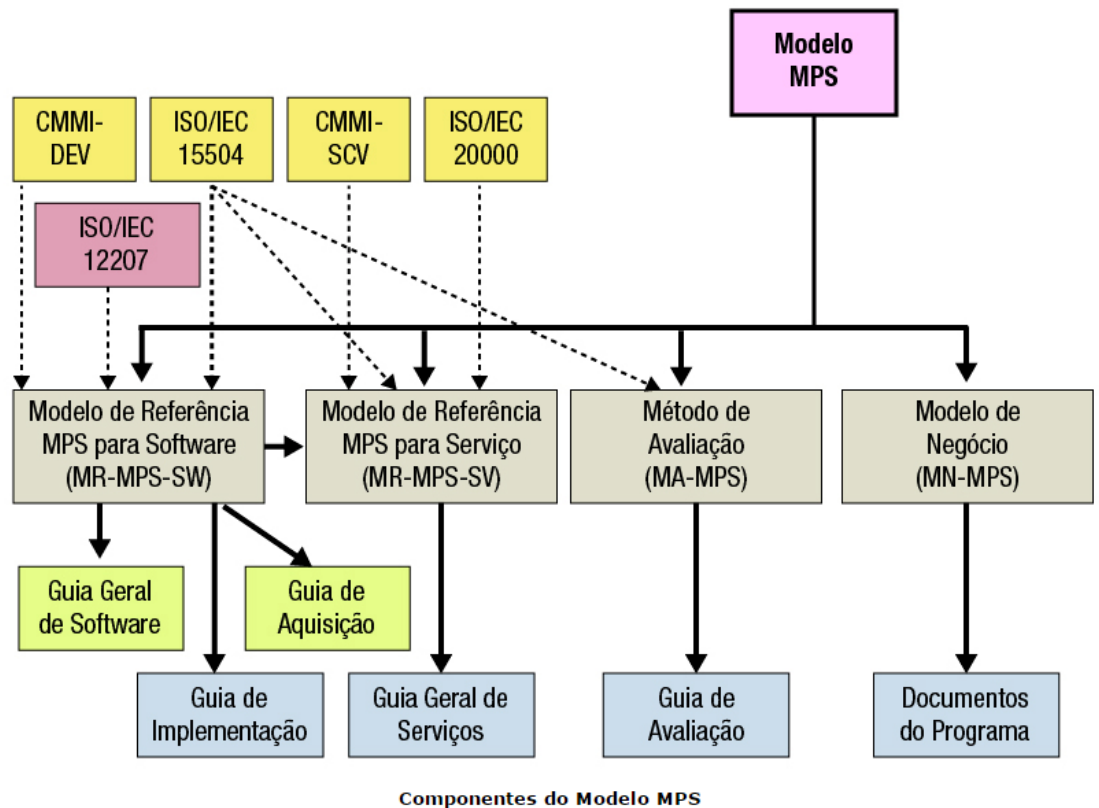 Modelo
MPS
CMMI-
DEV
ISO/IEC
15504
CMMI-
SCV
ISO/IEC
20000
ISO/IEC
12207
Modelo de Referência
MPS para Software
(MR-MPS-SW)
Modelo de Referência
MPS para Serviço
(MR-MPS-SV)
Método de
Avaliação
(MA-MPS)
Modelo de
Negócio
(MN-MPS)
Guia Geral
de Software
Guia de
Aquisição
Guia de
Implementação
Guia Geral de
Serviços
Guia de
Avaliação
Documentos
do Programa
Componentes do Modelo MPS